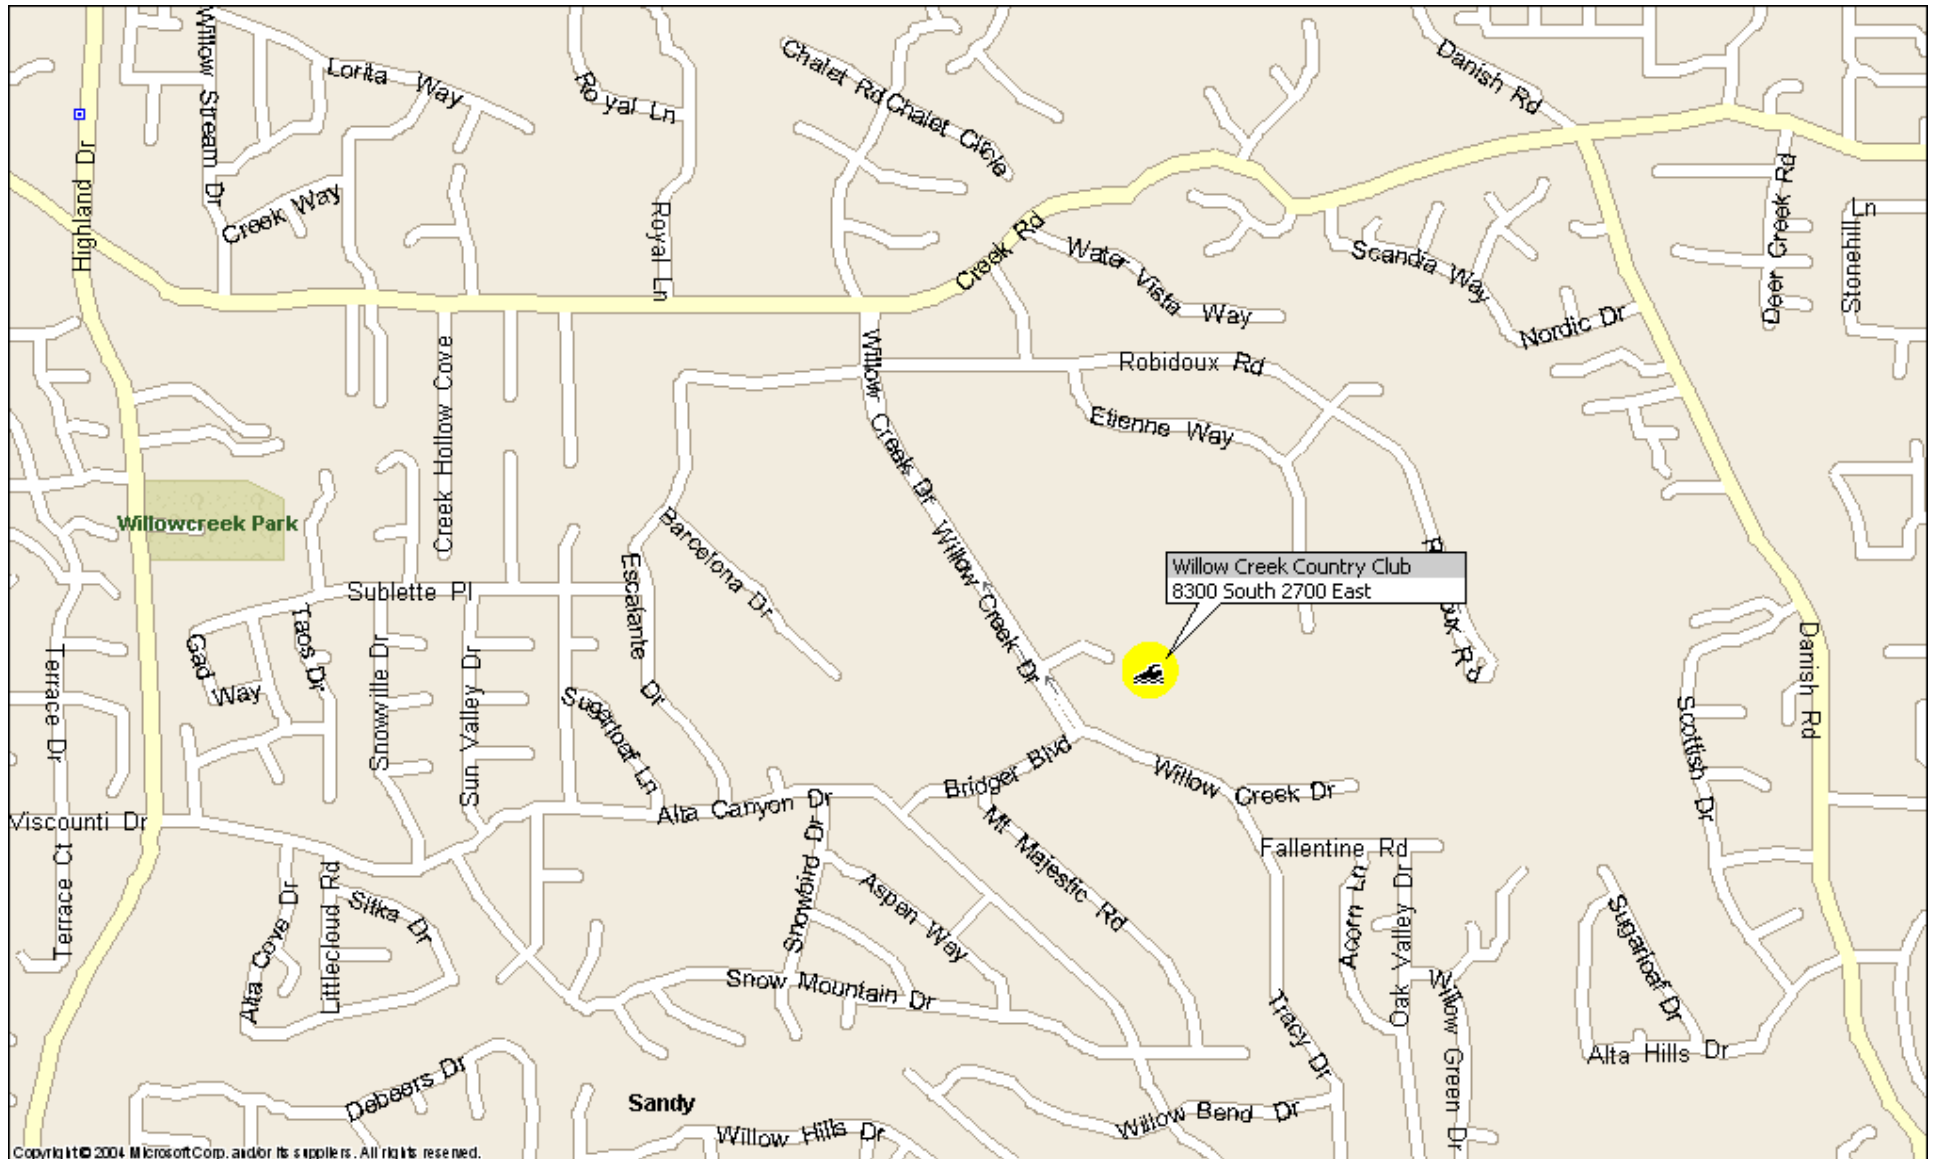 Willow Stream Dr
Lorita Way
Royal Ln
Chalet Rd
Chalet Circle
Danish Rd
Highland Dr
Creek Way
Royal Ln
Creek Rd
Water Vista Way
Scandia Way
Nordic Dr
Deer Creek Rd
Stonehill Ln
Willow Creek Dr
Robidoux Rd
Etienne Way
Creek Hollow Cove
Willowcreek Park
Barcelona Dr
Willow Creek Dr
Willow Creek Country Club
8300 South 2700 East
Sublette Pl
Escalante Dr
Gad Way
Taos Dr
Snowville Dr
Sun Valley Dr
Sugarloaf Ln
Terrace Dr
Danish Rd
Scottish Dr
Bridger Blvd
Willow Creek Dr
Alta Canyon Dr
Viscounti Dr
Terrace Ct
Mt Majestic Rd
Fallentine Rd
Snowbird Dr
Aspen Way
Acorn Ln
Oak Valley Dr
Alta Cove Dr
Littlecloud Rd
Sitka Dr
Snow Mountain Dr
Tracy Dr
Willow Green Dr
Sugarloaf Dr
Alta Hills Dr
Debeers Dr
Sandy
Willow Bend Dr
Willow Hills Dr
Copyright © 2004 Microsoft Corp. and/or its suppliers. All rights reserved.